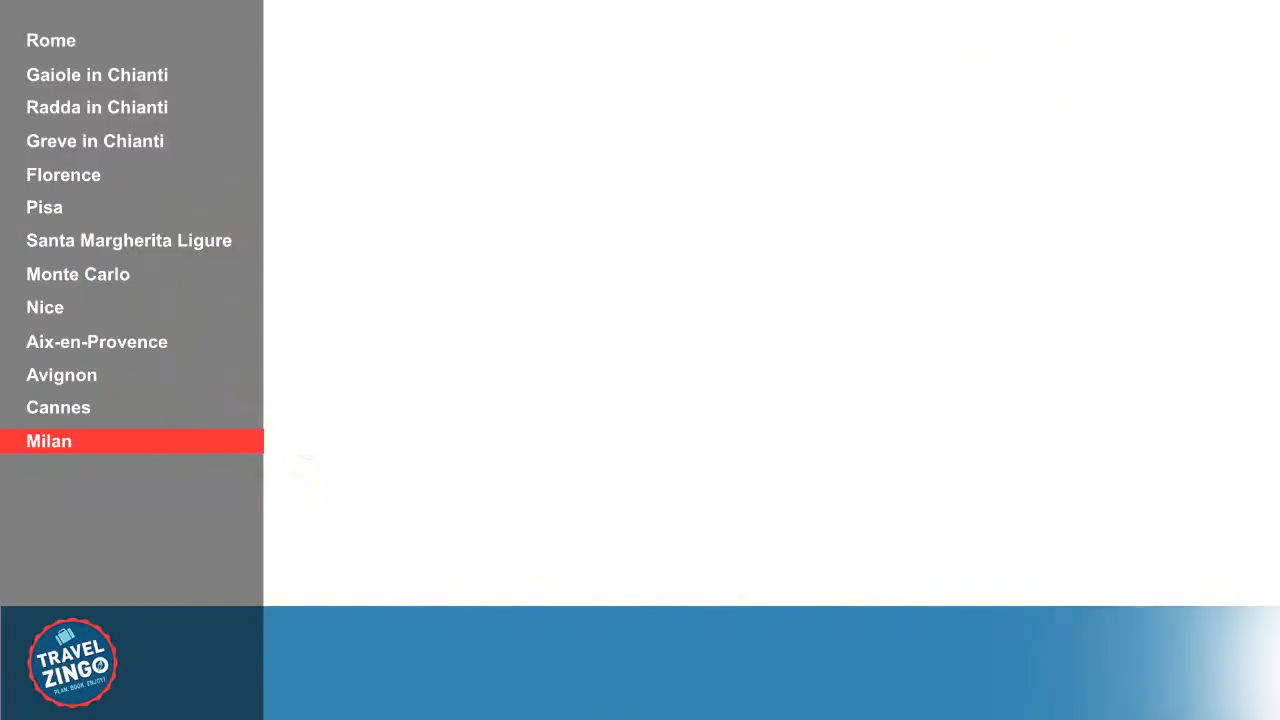 Rome
Gaiole in Chianti
Radda in Chianti
Greve in Chianti
Florence
Pisa
Santa Margherita Ligure
Monte Carlo
Nice
Aix-en-Provence
Avignon
Cannes
Milan
TRAVEL
ZINGO
PLAN. BOOK. ENJOY!